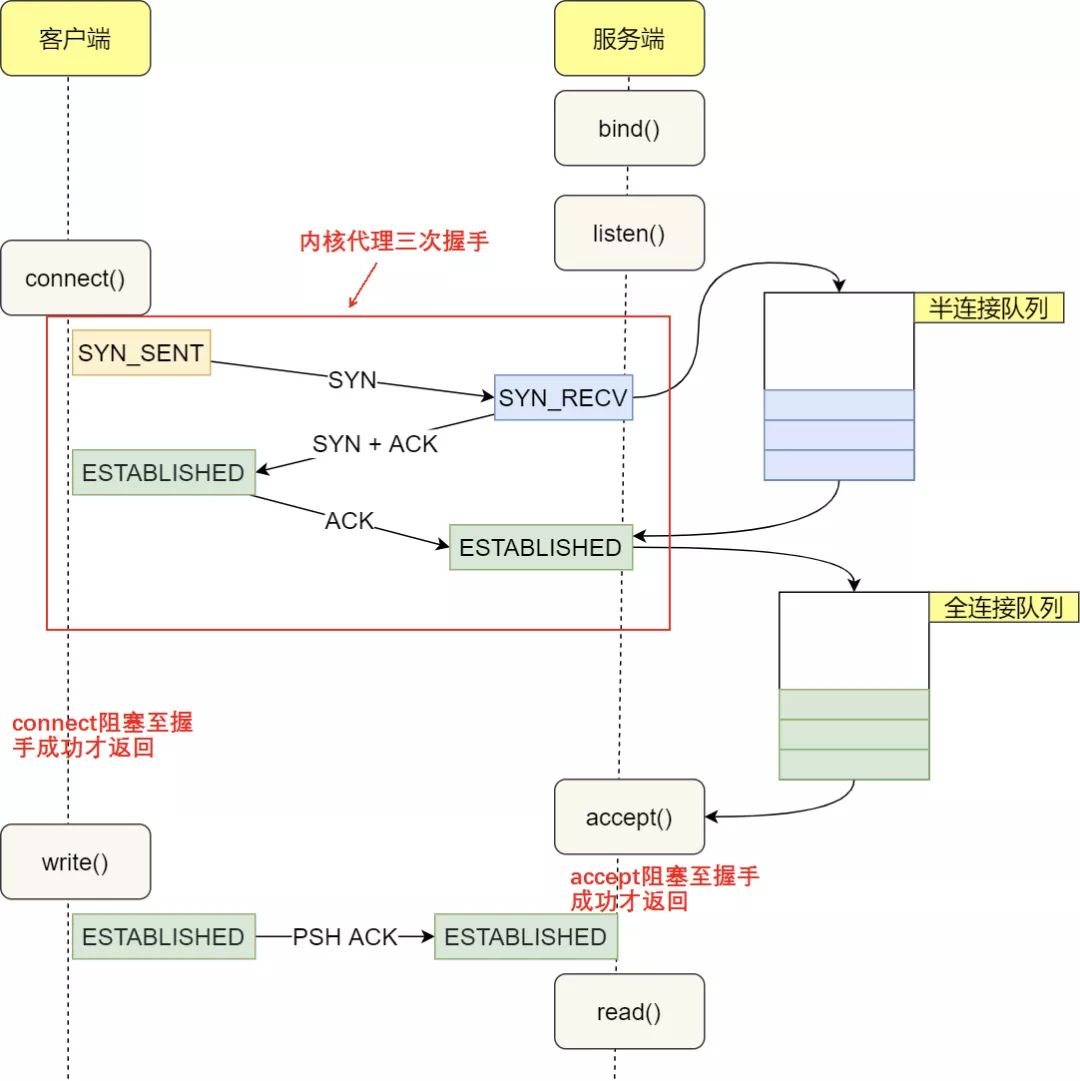 客户端
服务端
bind()
listen()
内核代理三次握手
connect()
半连接队列
SYN_SENT
SYN
SYN_RECV
SYN + ACK
ESTABLISHED
ACK
ESTABLISHED
全连接队列
connect阻塞至握
手成功才返回
accept()
write()
accept阻塞至握手
成功才返回
ESTABLISHED
PSH ACK
ESTABLISHED
read()